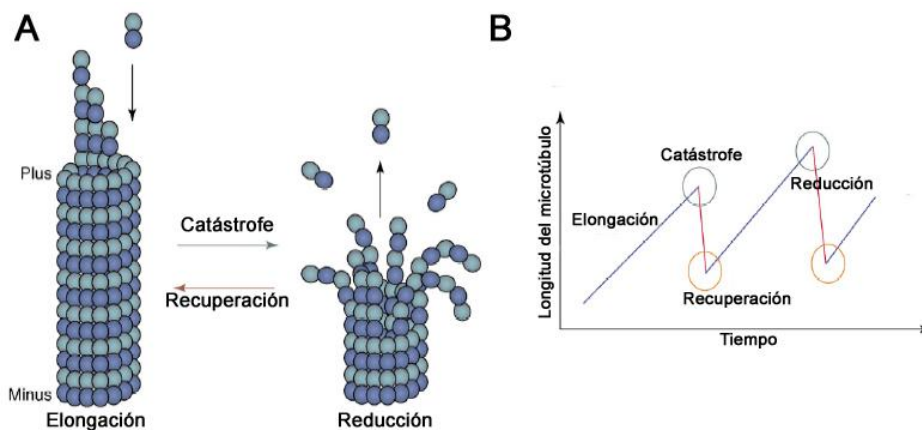 A
Plus
Catástrofe
Recuperación
Minus
Elongación
Reducción
B
Longitud del microtúbulo
Catástrofe
Reducción
Elongación
Recuperación
Tiempo